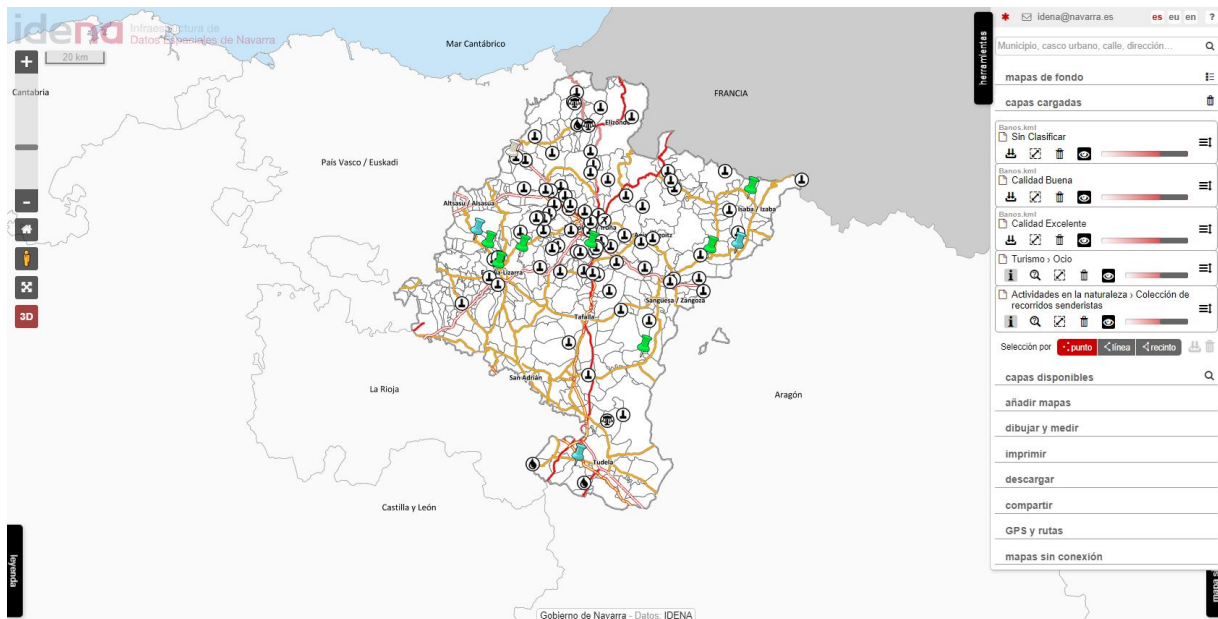 idena
Infraestructura de
Datos Espaciales de Navarra
20 km
Mar Cantábrico
Cantabria
FRANCIA
País Vasco / Euskadi
Elizondo
Altsasu / Alsasua
Isaba / Izaba
Sangüesa / Zangoza
Tafalla
San Adrián
La Rioja
Aragón
Tudela
Castilla y León
3D
leyenda
Gobierno de Navarra - Datos: IDENA
herramientas
idena@navarra.es
es eu en ?
Municipio, casco urbano, calle, dirección...
mapas de fondo
capas cargadas
Banos.kml
Sin Clasificar
Banos.kml
Calidad Buena
Banos.kml
Calidad Excelente
Turismo › Ocio
Actividades en la naturaleza › Colección de
recorridos senderistas
Selección por punto línea recinto
capas disponibles
añadir mapas
dibujar y medir
imprimir
descargar
compartir
GPS y rutas
mapas sin conexión